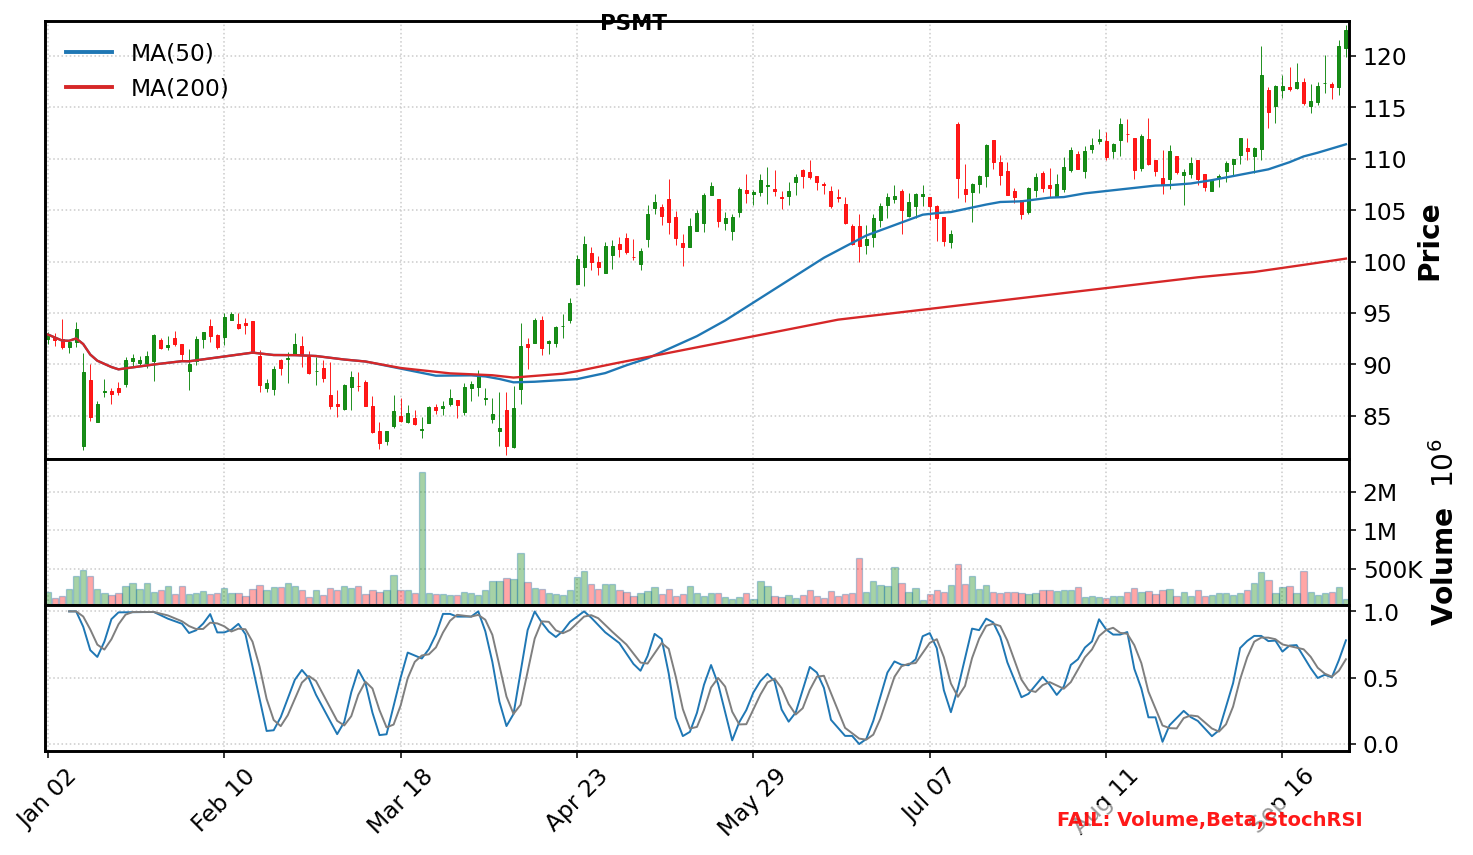 PSMT
MA(50)
MA(200)
120
115
110
105
100
95
90
85
Price
2M
1M
500K
Volume 10^6
1.0
0.5
0.0
Jan 02
Feb 10
Mar 18
Apr 23
May 29
Jul 07
Aug 11
Sep 16
FAIL: Volume,Beta,StochRSI